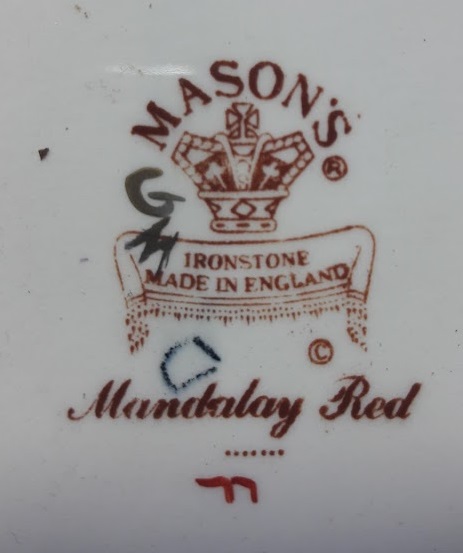 MASON'S®
IRONSTONE
MADE IN ENGLAND
©
Mandalay Red